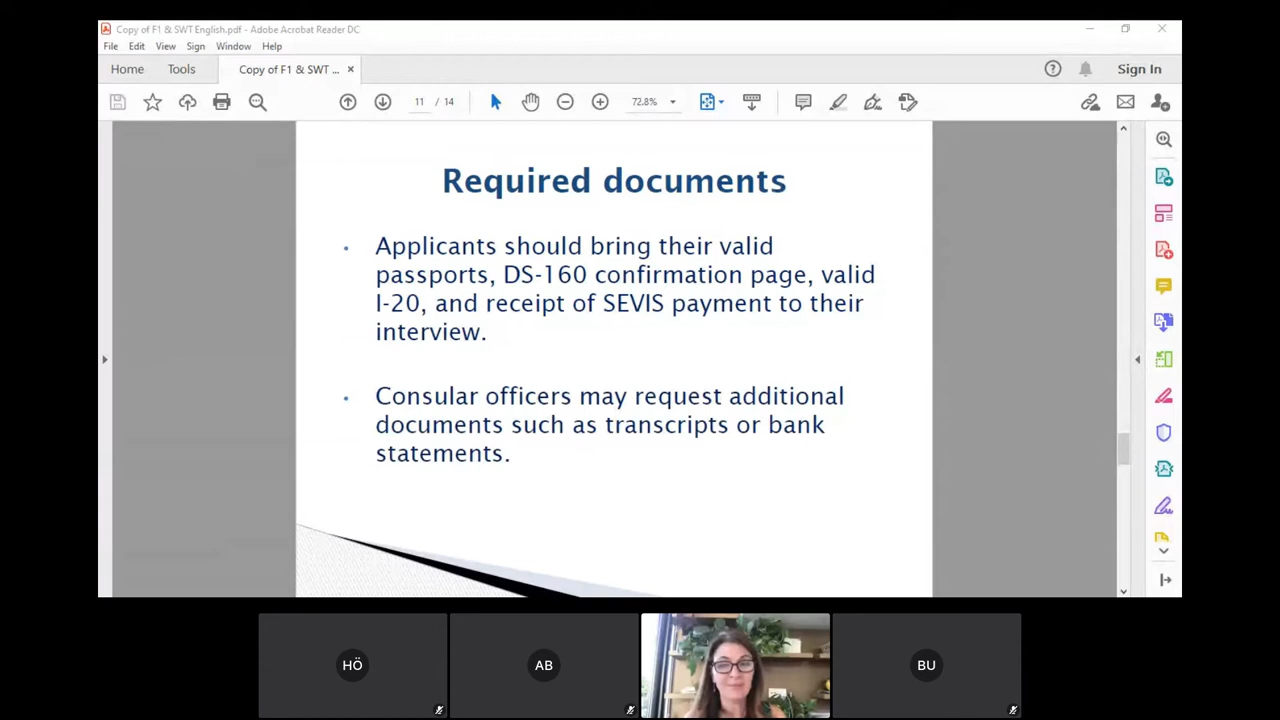 Copy of F1 & SWT English.pdf - Adobe Acrobat Reader DC
File Edit View Sign Window Help
Home Tools Copy of F1 & SWT ... × Sign In
11 / 14 72.8%
Required documents
• Applicants should bring their valid
passports, DS-160 confirmation page, valid
I-20, and receipt of SEVIS payment to their
interview.
• Consular officers may request additional
documents such as transcripts or bank
statements.
HÖ AB BU